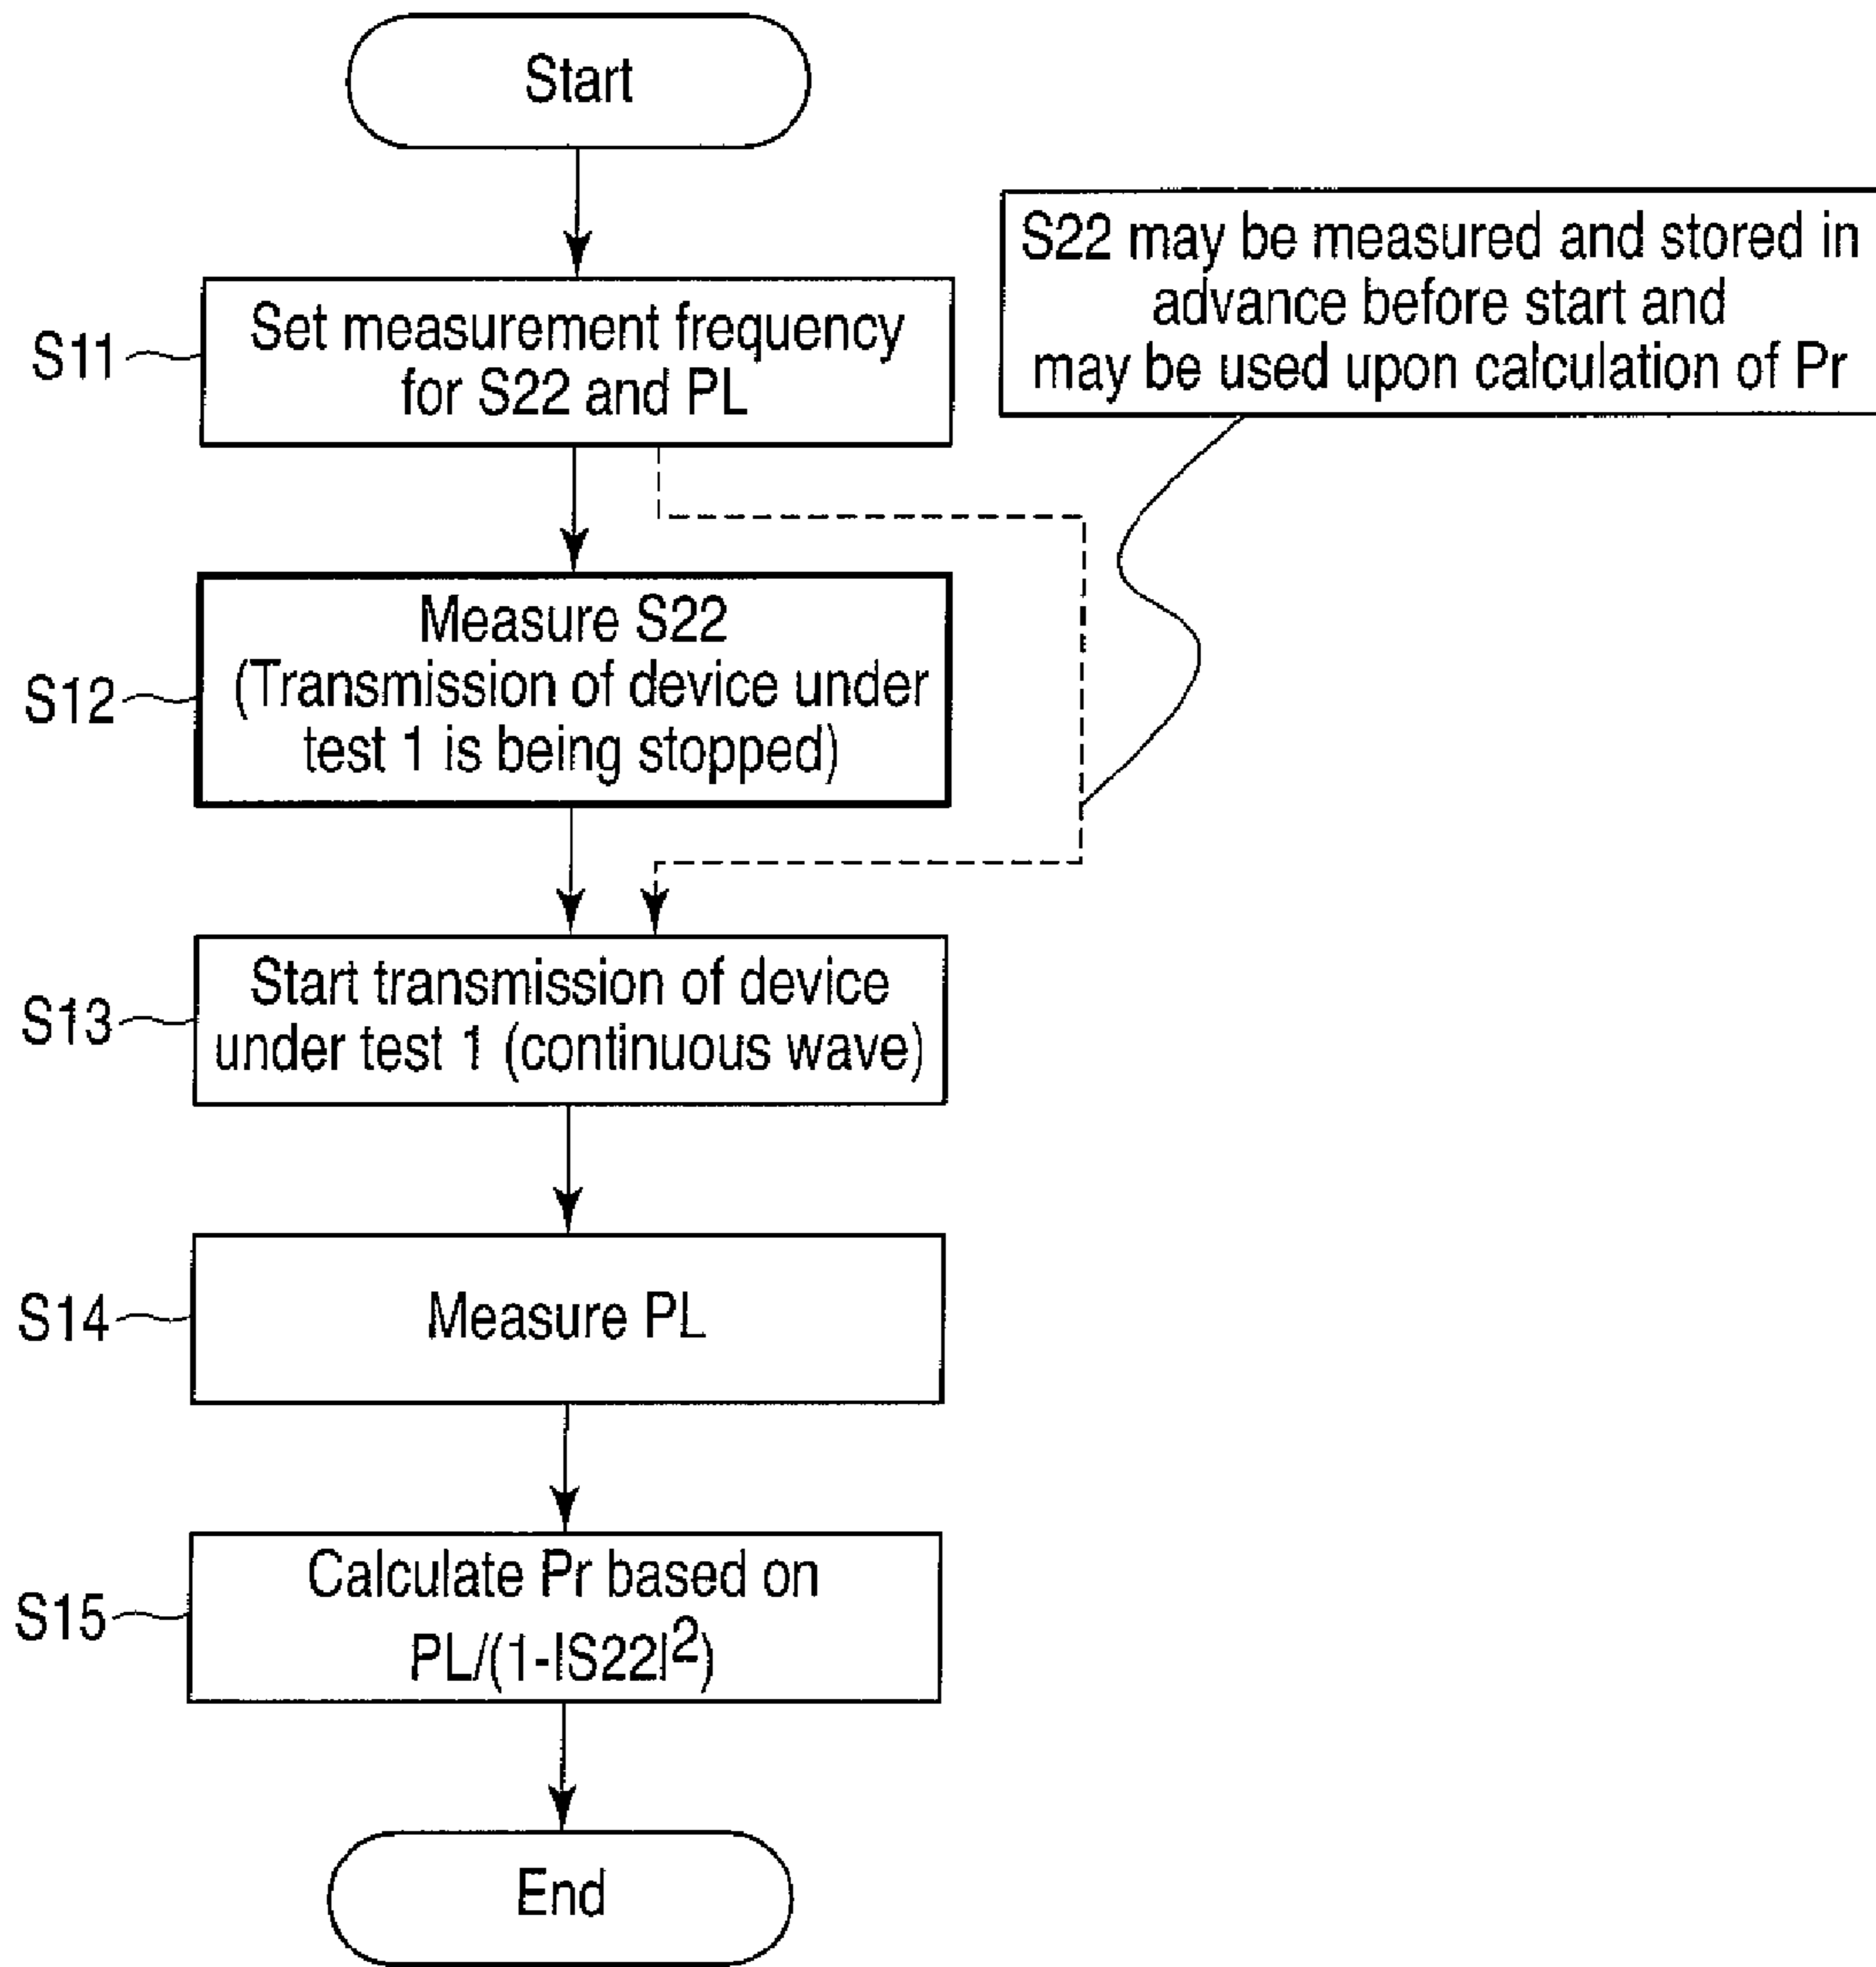 Start
S22 may be measured and stored in
advance before start and
may be used upon calculation of Pr
S11
Set measurement frequency
for S22 and PL
S12
Measure S22
(Transmission of device under
test 1 is being stopped)
S13
Start transmission of device
under test 1 (continuous wave)
S14
Measure PL
S15
Calculate Pr based on
PL/(1-|S22|²)
End